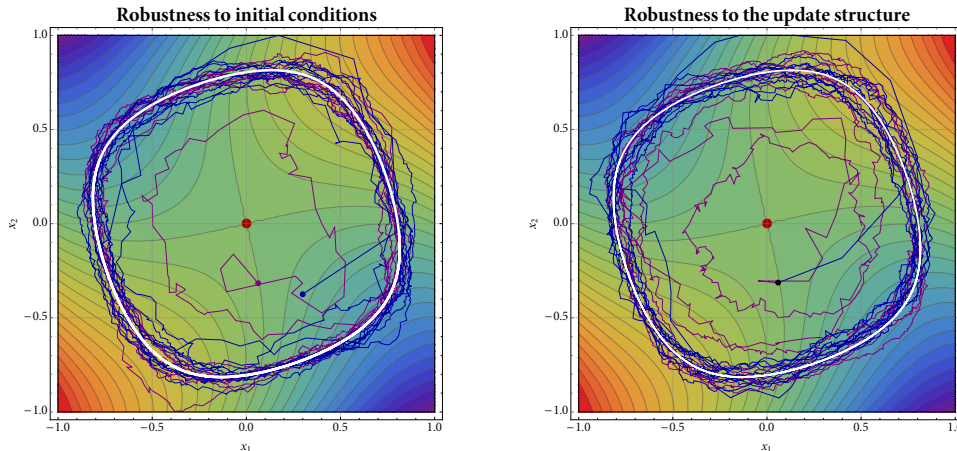 Robustness to initial conditions
1.0
0.5
0.0
−0.5
−1.0
x₂
−1.0 −0.5 0.0 0.5 1.0
x₁
Robustness to the update structure
1.0
0.5
0.0
−0.5
−1.0
x₂
−1.0 −0.5 0.0 0.5 1.0
x₁